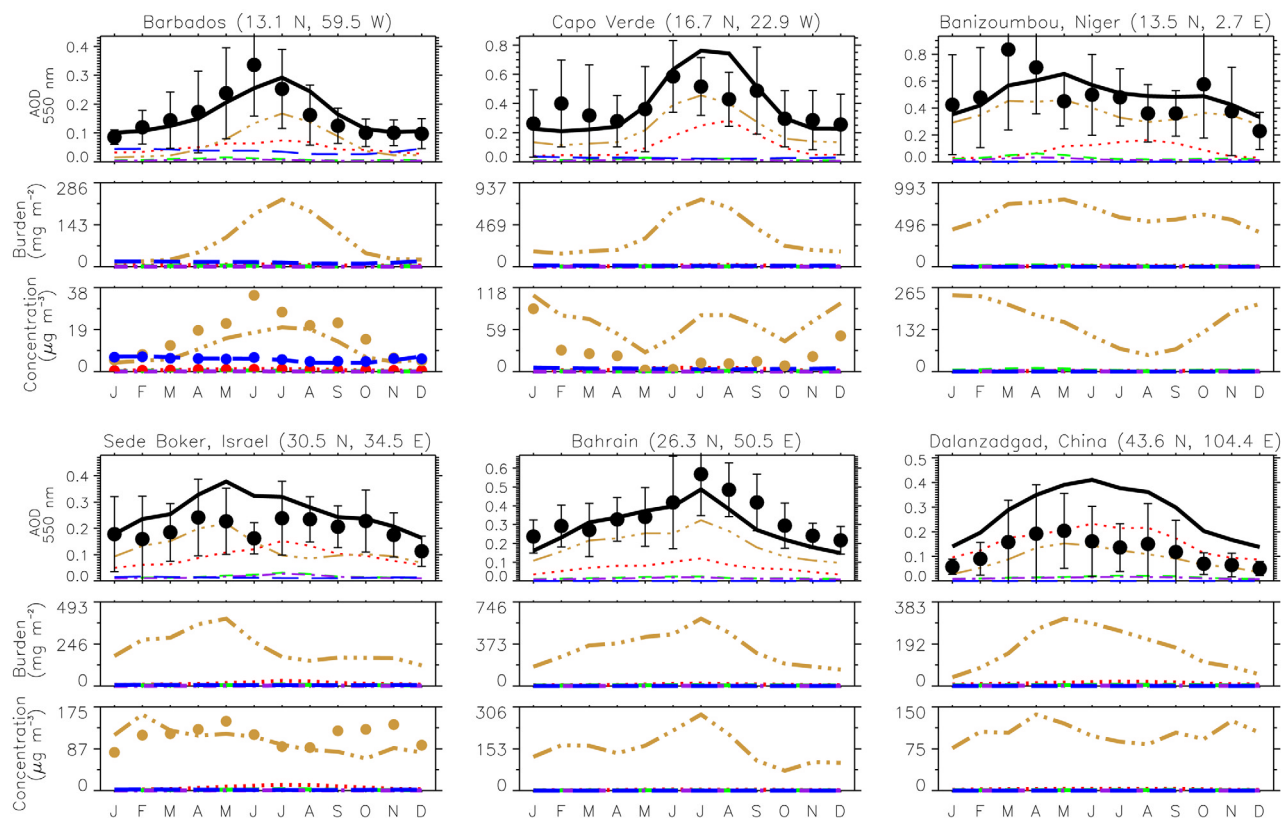 Barbados (13.1 N, 59.5 W)
Capo Verde (16.7 N, 22.9 W)
Banizoumbou, Niger (13.5 N, 2.7 E)
AOD
550 nm
0.4
0.3
0.2
0.1
0.0
0.8
0.6
0.4
0.2
0.0
0.8
0.6
0.4
0.2
0.0
Burden
(mg m⁻²)
286
143
0
937
469
0
993
496
0
Concentration
(μg m⁻³)
38
19
0
118
59
0
265
132
0
J F M A M J J A S O N D
J F M A M J J A S O N D
J F M A M J J A S O N D
Sede Boker, Israel (30.5 N, 34.5 E)
Bahrain (26.3 N, 50.5 E)
Dalanzadgad, China (43.6 N, 104.4 E)
AOD
550 nm
0.4
0.3
0.2
0.1
0.0
0.6
0.5
0.4
0.3
0.2
0.1
0.0
0.5
0.4
0.3
0.2
0.1
0.0
Burden
(mg m⁻²)
493
246
0
746
373
0
383
192
0
Concentration
(μg m⁻³)
175
87
0
306
153
0
150
75
0
J F M A M J J A S O N D
J F M A M J J A S O N D
J F M A M J J A S O N D